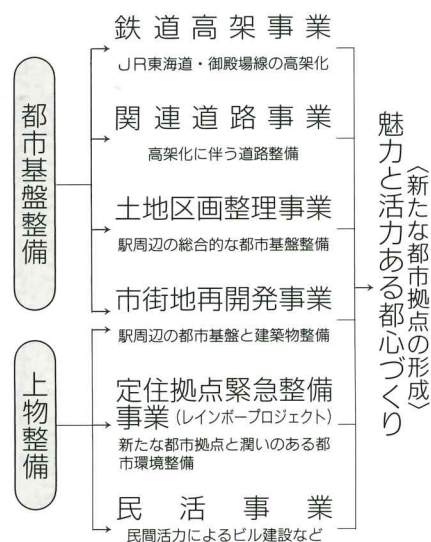 都市基盤整備
上物整備
鉄道高架事業
JR東海道・御殿場線の高架化
関連道路事業
高架化に伴う道路整備
土地区画整理事業
駅周辺の総合的な都市基盤整備
市街地再開発事業
駅周辺の都市基盤と建築物整備
定住拠点緊急整備
事業(レインボープロジェクト)
新たな都市拠点と潤いのある都
市環境整備
民活事業
民間活力によるビル建設など
〈新たな都市拠点の形成〉
魅力と活力ある都心づくり